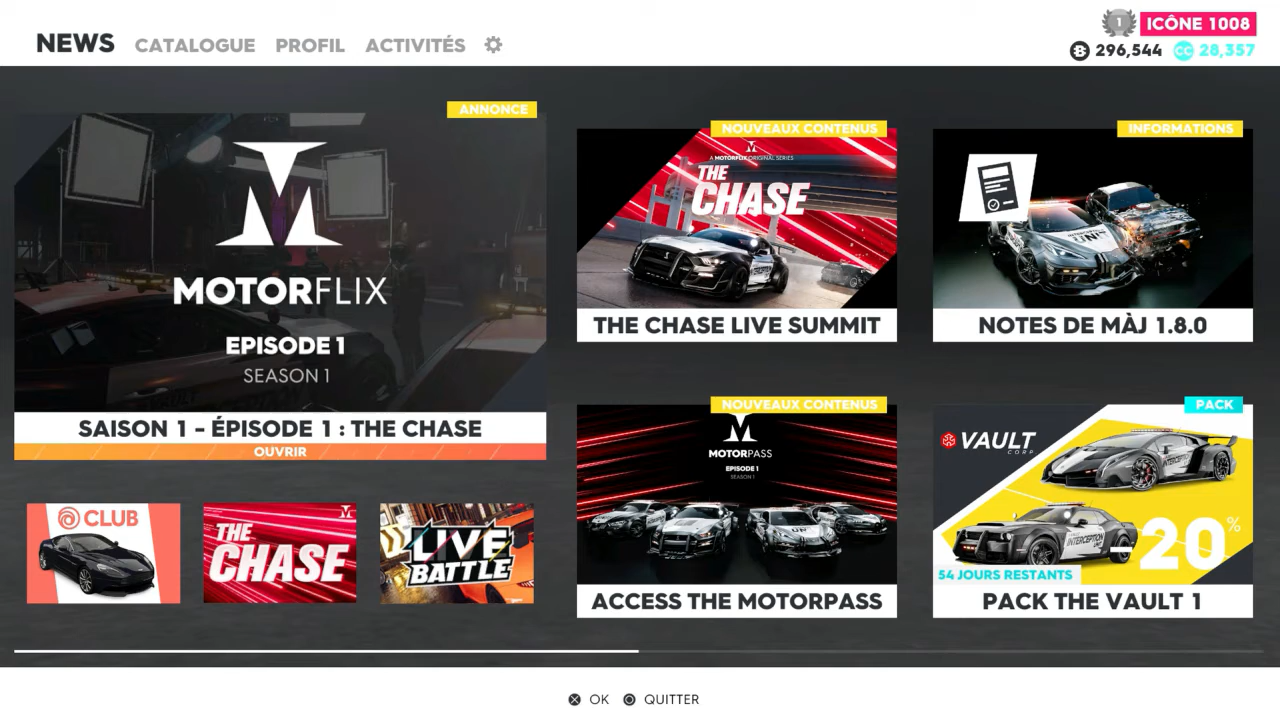 NEWS CATALOGUE PROFIL ACTIVITÉS
1 ICÔNE 1008
296,544 CC 28,357
ANNONCE
MOTORFLIX
EPISODE 1
SEASON 1
SAISON 1 - ÉPISODE 1 : THE CHASE
OUVRIR
CLUB
THE
CHASE
LIVE
BATTLE
NOUVEAUX CONTENUS
A MOTORFLIX ORIGINAL SERIES
THE
CHASE
THE CHASE LIVE SUMMIT
INFORMATIONS
NOTES DE MÀJ 1.8.0
NOUVEAUX CONTENUS
MOTORPASS
EPISODE 1
SEASON 1
ACCESS THE MOTORPASS
PACK
VAULT
CORP.
INTERCEPTION
-20%
54 JOURS RESTANTS
PACK THE VAULT 1
OK QUITTER